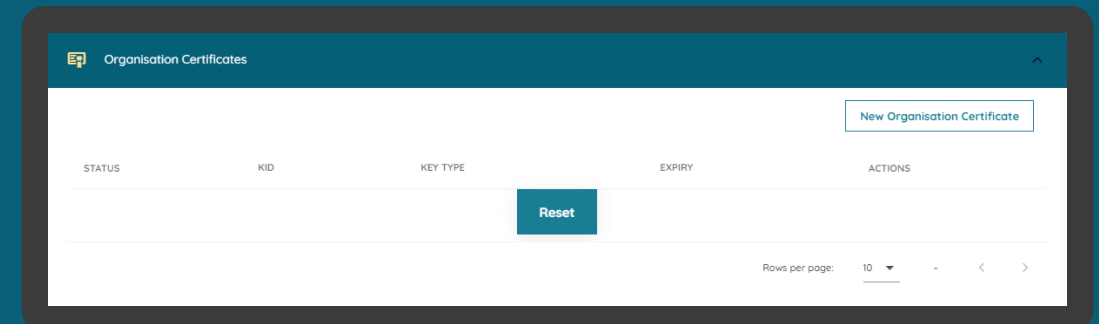 Organisation Certificates
New Organisation Certificate
STATUS KID KEY TYPE EXPIRY ACTIONS
Reset
Rows per page: 10 -